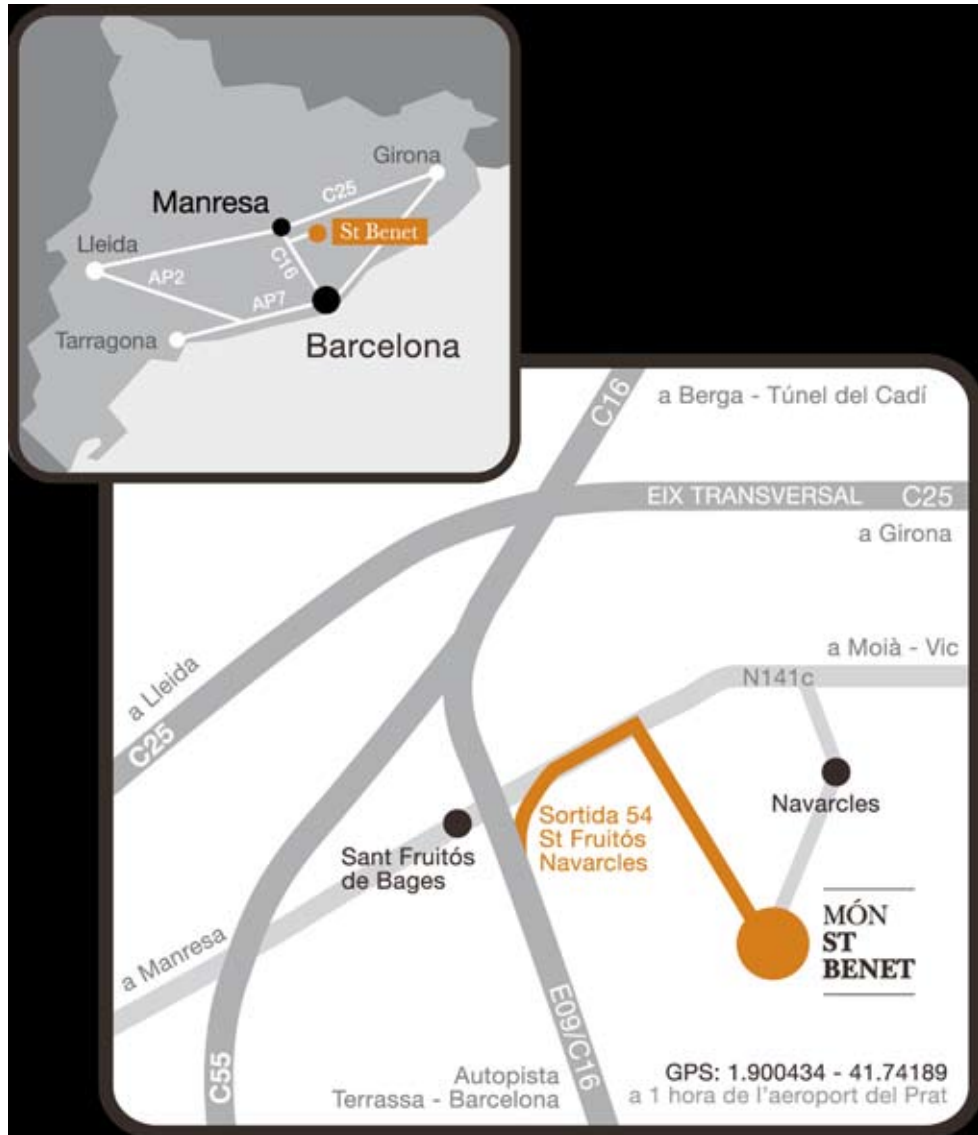 Girona
C25
Manresa
St Benet
Lleida
C16
AP2
AP7
Tarragona
Barcelona
C16
a Berga - Túnel del Cadí
EIX TRANSVERSAL C25
a Girona
a Lleida
C25
a Moià - Vic
N141c
Navarcles
Sortida 54
St Fruitós
Navarcles
Sant Fruitós
de Bages
MÓN
ST
BENET
a Manresa
C55
E09/C16
Autopista
Terrassa - Barcelona
GPS: 1.900434 - 41.74189
a 1 hora de l'aeroport del Prat